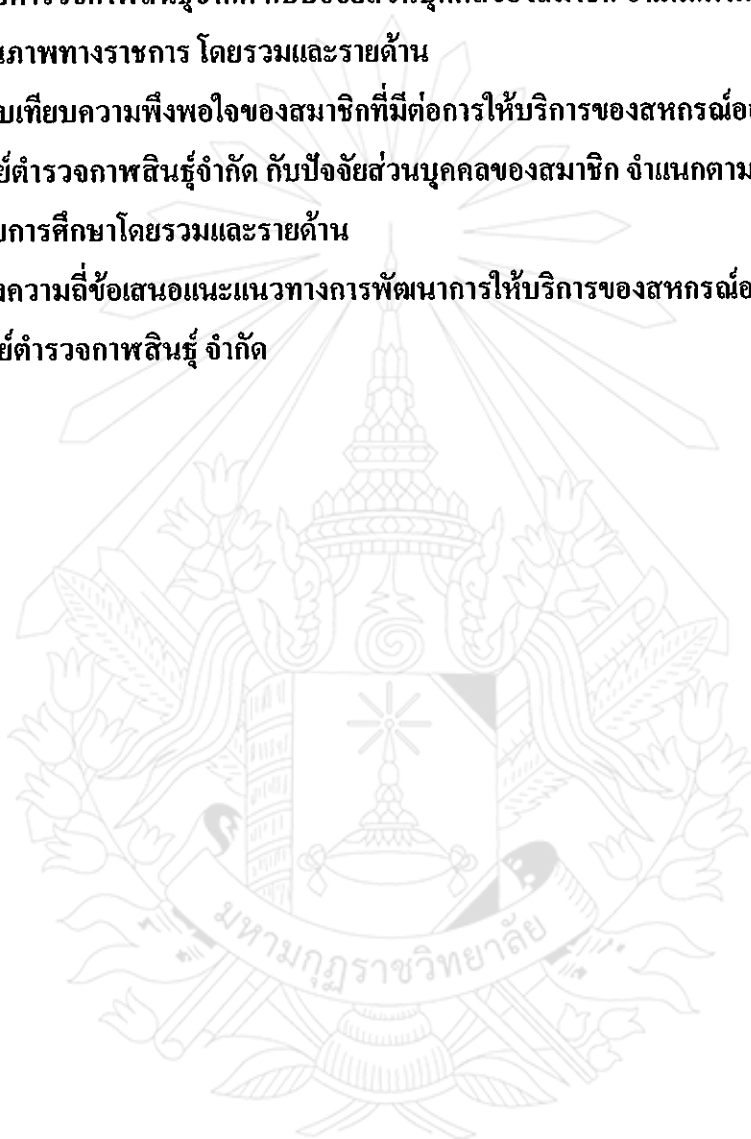 สภาพทางราชการ โดยรวมและรายด้าน
บเทียบความพึงพอใจของสมาชิกที่มีต่อการให้บริการของสหกรณ์ออ
ย์ตำรวจกาฬสินธุ์จำกัด กับปัจจัยส่วนบุคคลของสมาชิก จำแนกตาม
บการศึกษาโดยรวมและรายด้าน
งความถี่ข้อเสนอแนะแนวทางการพัฒนาการให้บริการของสหกรณ์อ
ย์ตำรวจกาฬสินธุ์ จำกัด
มหามกุฏราชวิทยาลัย